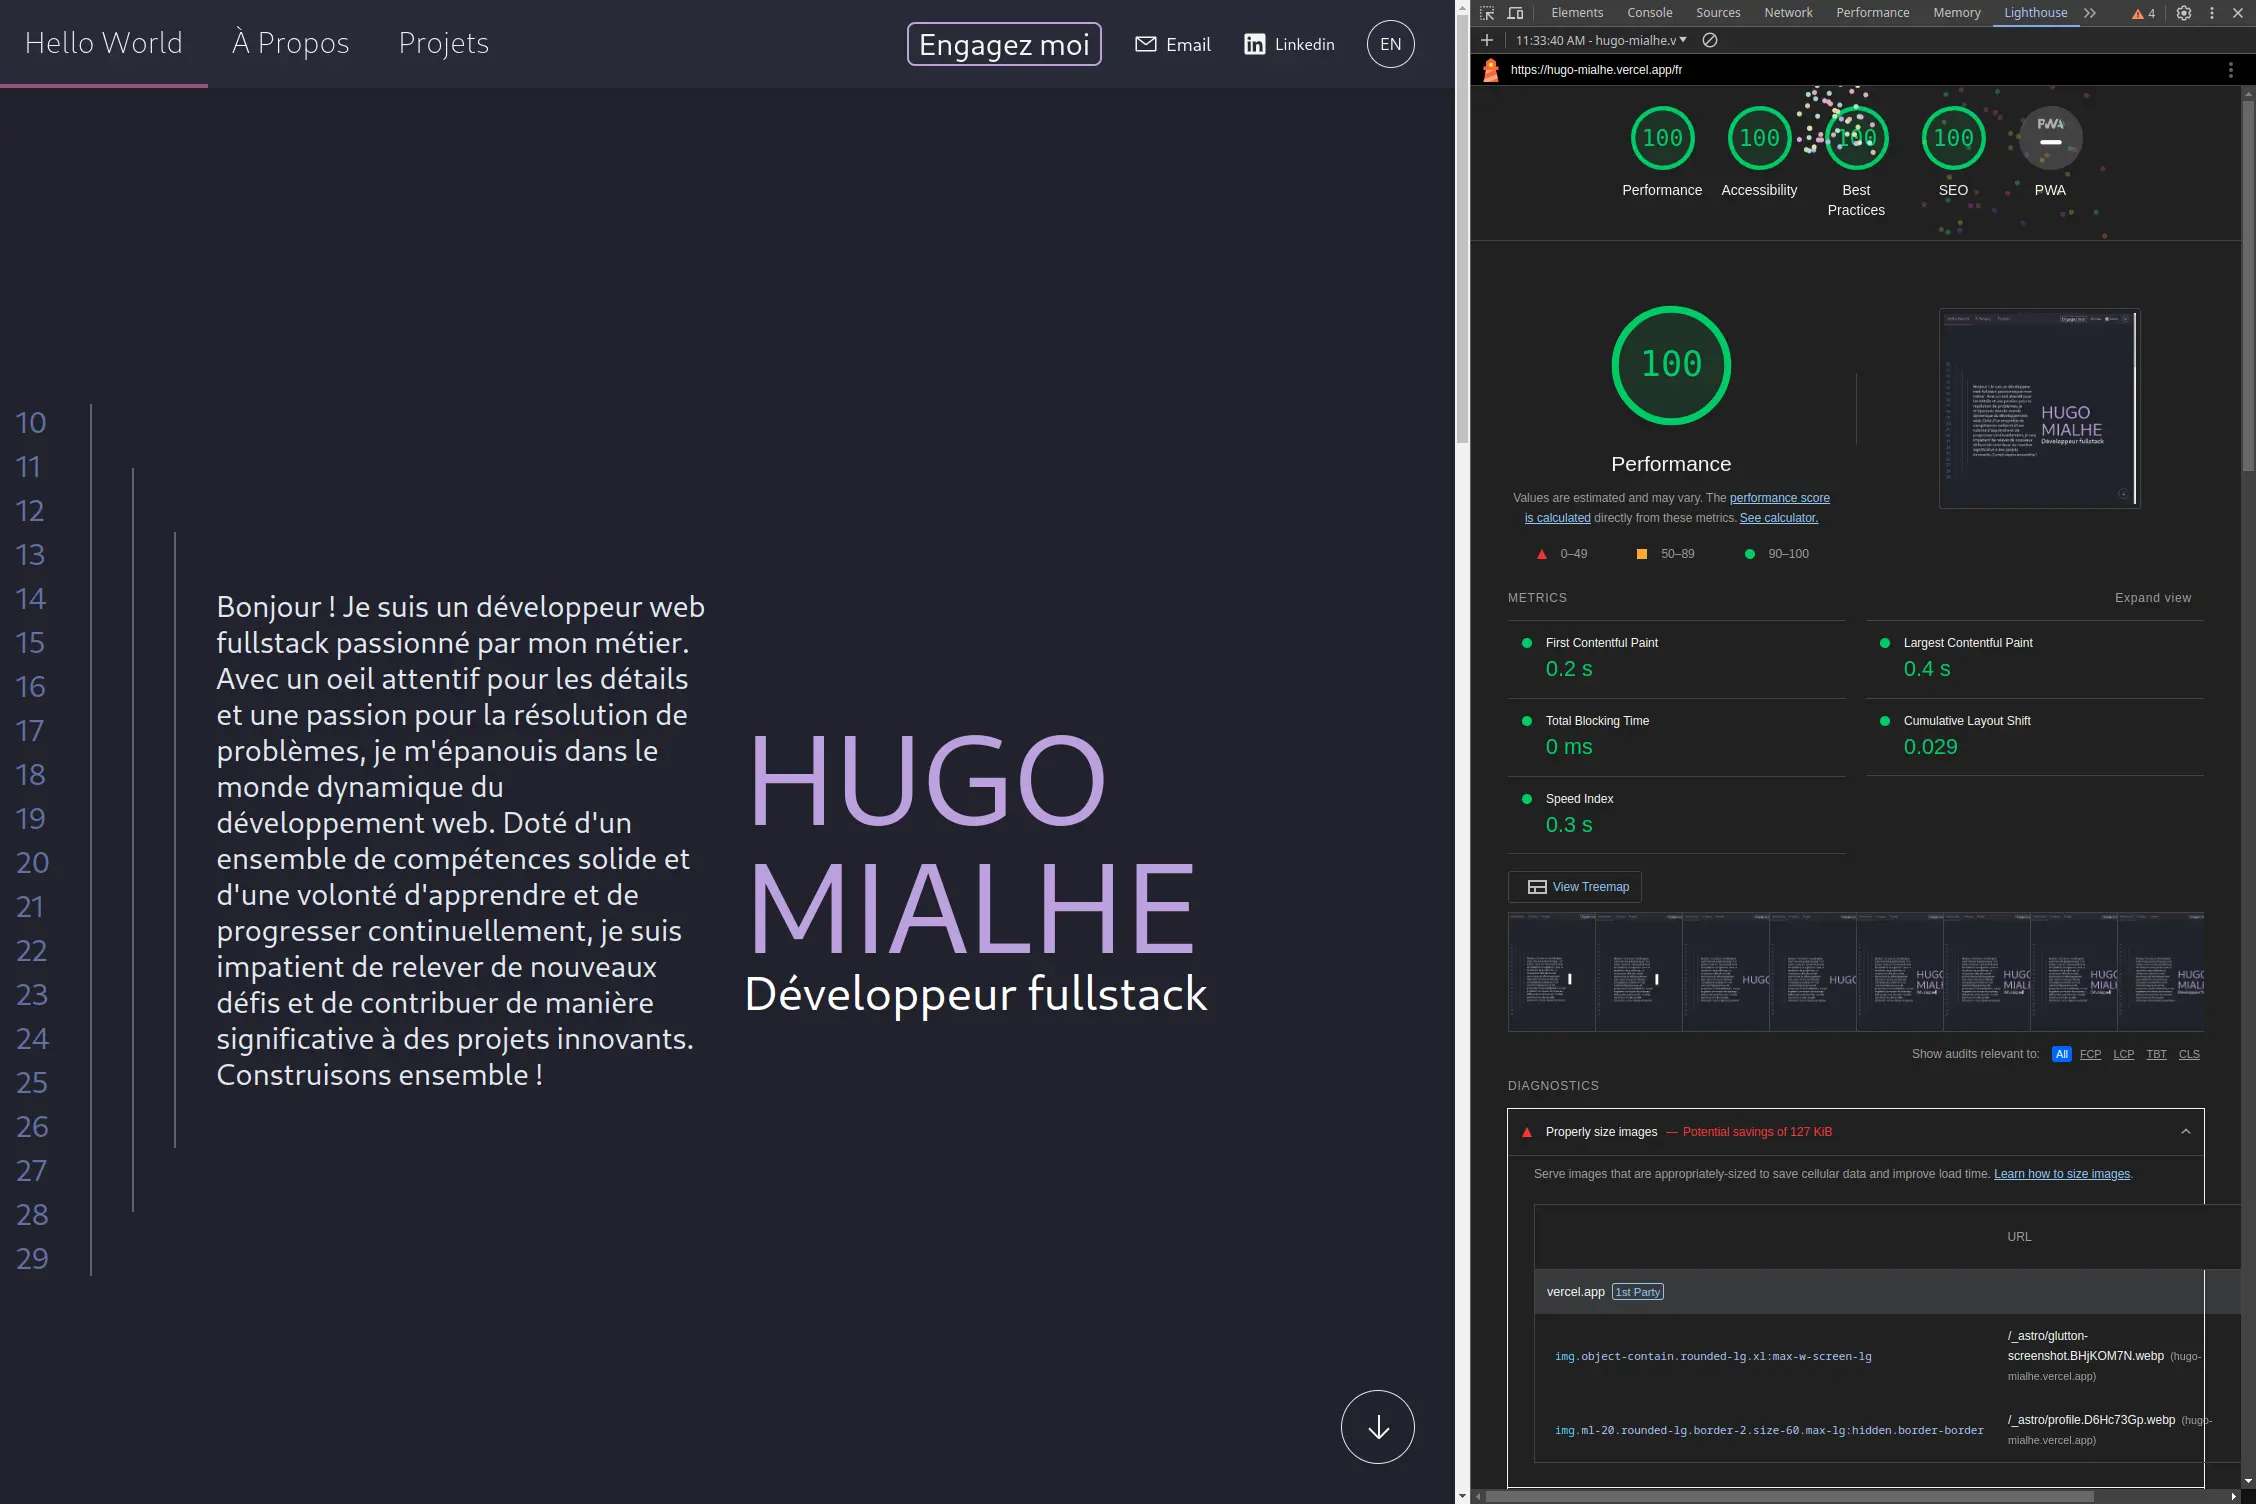 Hello World
À Propos
Projets
Engagez moi
Email
Linkedin
EN
10
11
12
13
14
15
16
17
18
19
20
21
22
23
24
25
26
27
28
29
Bonjour ! Je suis un développeur web
fullstack passionné par mon métier.
Avec un oeil attentif pour les détails
et une passion pour la résolution de
problèmes, je m'épanouis dans le
monde dynamique du
développement web. Doté d'un
ensemble de compétences solide et
d'une volonté d'apprendre et de
progresser continuellement, je suis
impatient de relever de nouveaux
défis et de contribuer de manière
significative à des projets innovants.
Construisons ensemble !
HUGO
MIALHE
Développeur fullstack
Elements
Console
Sources
Network
Performance
Memory
Lighthouse
4
11:33:40 AM - hugo-mialhe.v
https://hugo-mialhe.vercel.app/fr
100
Performance
100
Accessibility
100
Best
Practices
100
SEO
PWA
PWA
100
Performance
Values are estimated and may vary. The performance score
is calculated directly from these metrics. See calculator.
0–49
50–89
90–100
HUGO
MIALHE
Développeur fullstack
METRICS
Expand view
First Contentful Paint
0.2 s
Largest Contentful Paint
0.4 s
Total Blocking Time
0 ms
Cumulative Layout Shift
0.029
Speed Index
0.3 s
View Treemap
Show audits relevant to: All FCP LCP TBT CLS
DIAGNOSTICS
Properly size images — Potential savings of 127 KiB
Serve images that are appropriately-sized to save cellular data and improve load time. Learn how to size images.
URL
vercel.app 1st Party
img.object-contain.rounded-lg.xl:max-w-screen-lg
/_astro/glutton-
screenshot.BHjKOM7N.webp (hugo-
mialhe.vercel.app)
img.ml-20.rounded-lg.border-2.size-60.max-lg:hidden.border-border
/_astro/profile.D6Hc73Gp.webp (hugo-
mialhe.vercel.app)